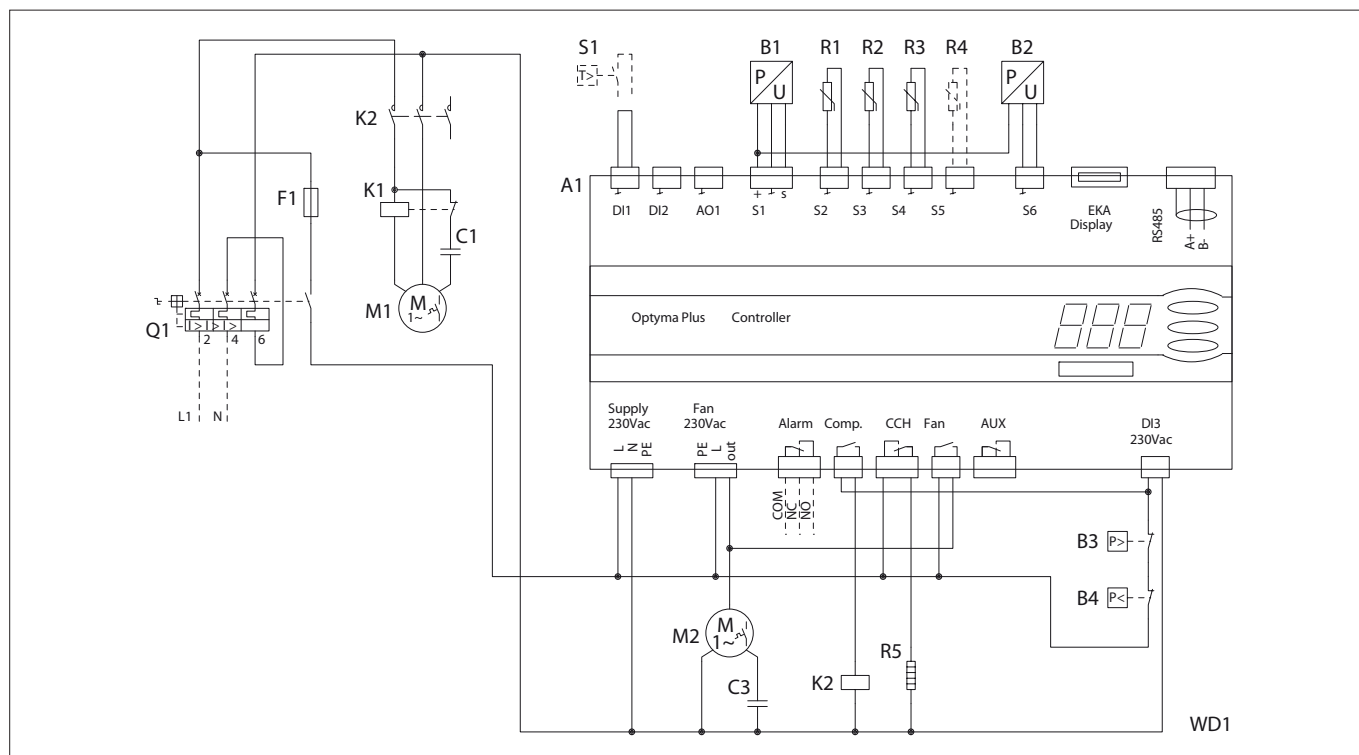 S1
B1
R1
R2
R3
R4
B2
T>
P
U
P
U
K2
A1
F1
K1
C1
+
s
DI1
DI2
AO1
S1
S2
S3
S4
S5
S6
EKA
Display
RS485
A+
B-
M1
M
1~
Q1
I>
I>
I>
2
4
6
L1
N
Optyma Plus
Controller
Supply
230Vac
L
N
PE
Fan
230Vac
PE
L
out
Alarm
Comp.
CCH
Fan
AUX
DI3
230Vac
COM
NC
NO
B3
P>
B4
P<
M2
M
1~
C3
K2
R5
WD1